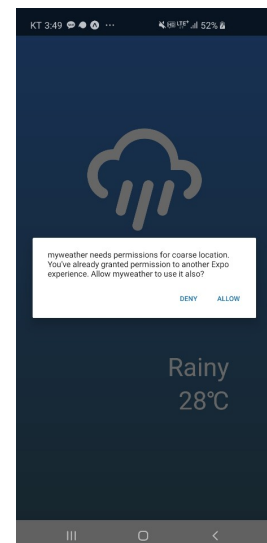 KT 3:49 ...
LTE+ 52%
myweather needs permissions for coarse location.
You've already granted permission to another Expo
experience. Allow myweather to use it also?
DENY ALLOW
Rainy
28°C